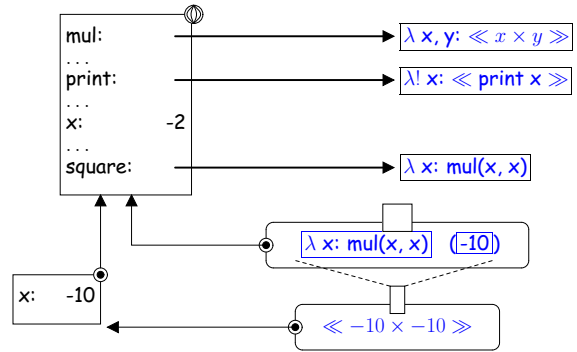 mul: λ x, y: ≪ x × y ≫
...
print: λ! x: ≪ print x ≫
...
x: -2
...
square: λ x: mul(x, x)
λ x: mul(x, x) (-10)
x: -10
≪ −10 × −10 ≫